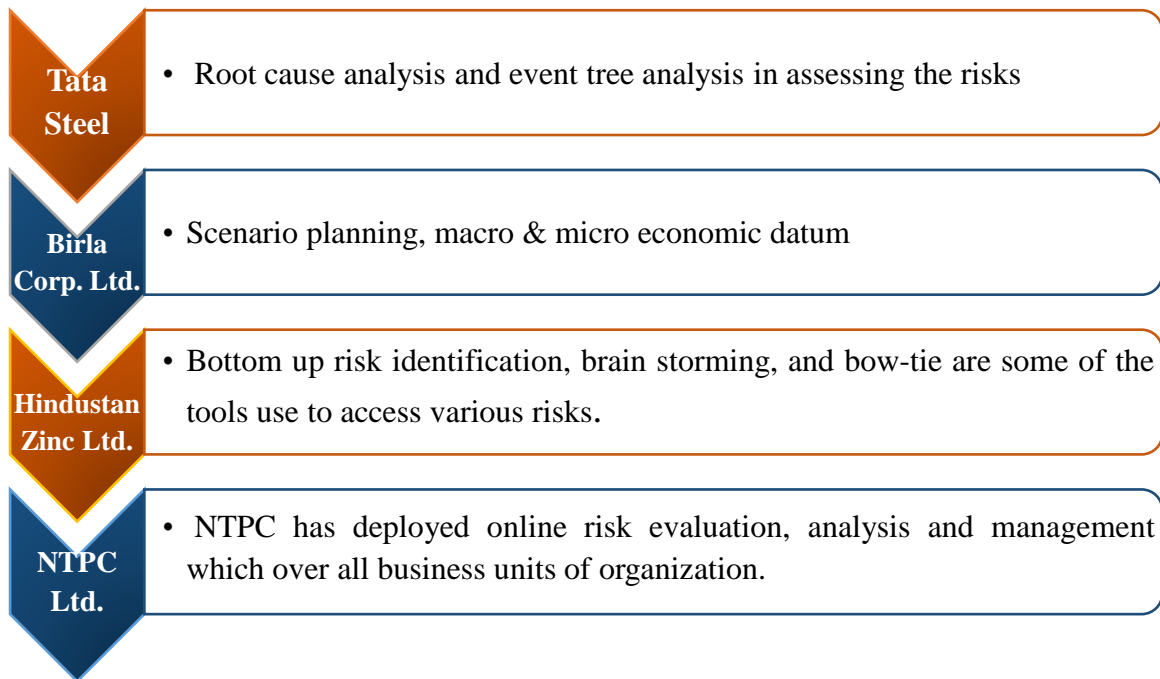 Tata
Steel
• Root cause analysis and event tree analysis in assessing the risks
Birla
Corp. Ltd.
• Scenario planning, macro & micro economic datum
Hindustan
Zinc Ltd.
• Bottom up risk identification, brain storming, and bow-tie are some of the
tools use to access various risks.
NTPC
Ltd.
• NTPC has deployed online risk evaluation, analysis and management
which over all business units of organization.